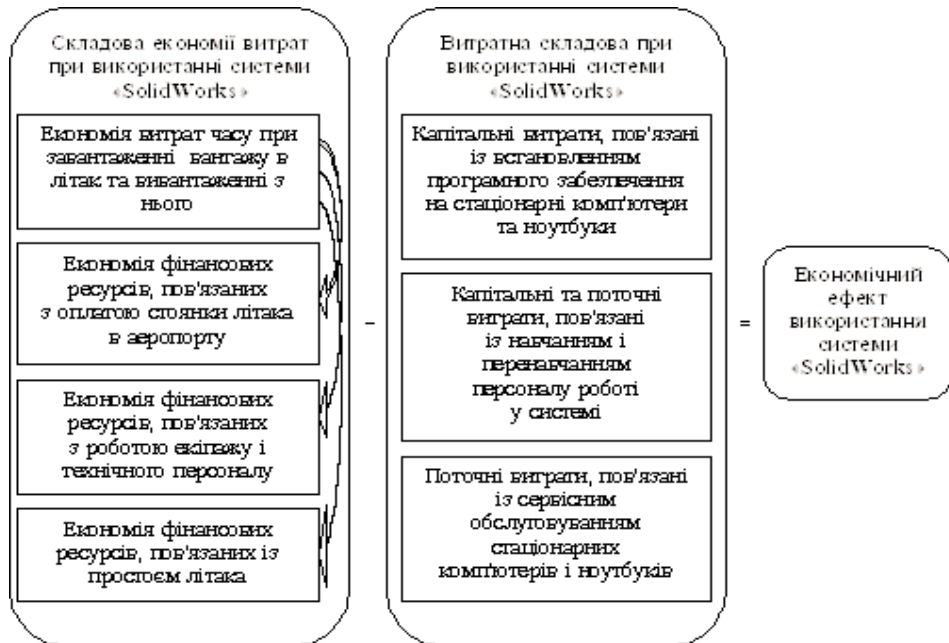 Складова економії витрат
при використанні системи
«SolidWorks»
Економія витрат часу при
завантаженні вантажу в
літак та вивантаженні з
нього
Економія фінансових
ресурсів, пов'язаних
з оплатою стоянки літака
в аеропорту
Економія фінансових
ресурсів, пов'язаних
з роботою екіпажу і
технічного персоналу
Економія фінансових
ресурсів, пов'язаних із
простоєм літака
–
Витратна складова при
використанні системи
«SolidWorks»
Капітальні витрати, пов'язані
із встановленням
програмного забезпечення
на стаціонарні комп'ютери
та ноутбуки
Капітальні та поточні
витрати, пов'язані
із навчанням і
перенавчанням
персоналу роботі
у системі
Поточні витрати, пов'язані
із сервісним
обслуговуванням
стаціонарних
комп'ютерів і ноутбуків
=
Економічний
ефект
використання
системи
«SolidWorks»